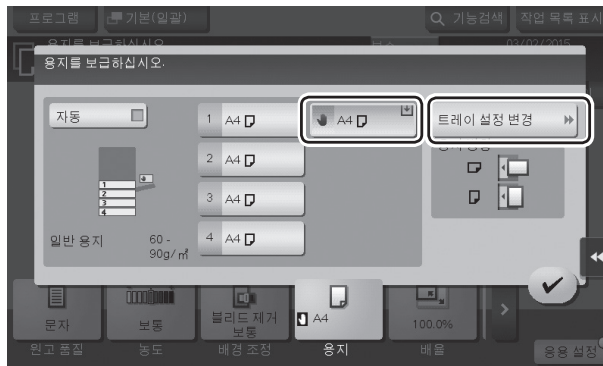 프로그램
기본(일괄)
기능검색
작업 목록 표시
용지를 보급하십시오.
부수
03/02/2015
용지를 보급하십시오.
자동
1 A4
A4
트레이 설정 변경
2 A4
3 A4
4 A4
1
2
3
4
일반 용지
60 -
90g/㎡
문자
보통
블리드 제거
보통
A4
100.0%
원고 품질
농도
배경 조정
용지
배율
응용 설정